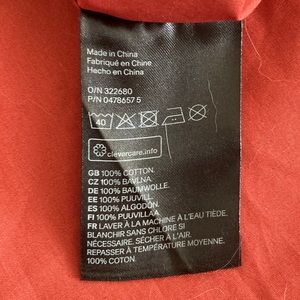 Made in China
Fabriqué en Chine
Hecho en China
O/N 322680
P/N 0478657 5
40
clevercare.info
GB 100% COTTON.
CZ 100% BAVLNA.
DE 100% BAUMWOLLE.
EE 100% PUUVILL.
ES 100% ALGODÓN.
FI 100% PUUVILLAA.
FR LAVER À LA MACHINE À L'EAU TIÈDE.
BLANCHIR SANS CHLORE SI
NÉCESSAIRE. SÉCHER À L'AIR.
REPASSER À TEMPÉRATURE MOYENNE.
100% COTON.